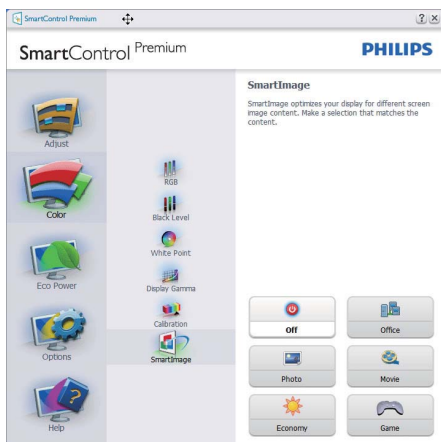 SmartControl Premium
? ×
SmartControl Premium
PHILIPS
Adjust
Color
Eco Power
Options
Help
RGB
Black Level
White Point
Display Gamma
Calibration
SmartImage
SmartImage
SmartImage optimizes your display for different screen
image content. Make a selection that matches the
content.
Off
Office
Photo
Movie
Economy
Game